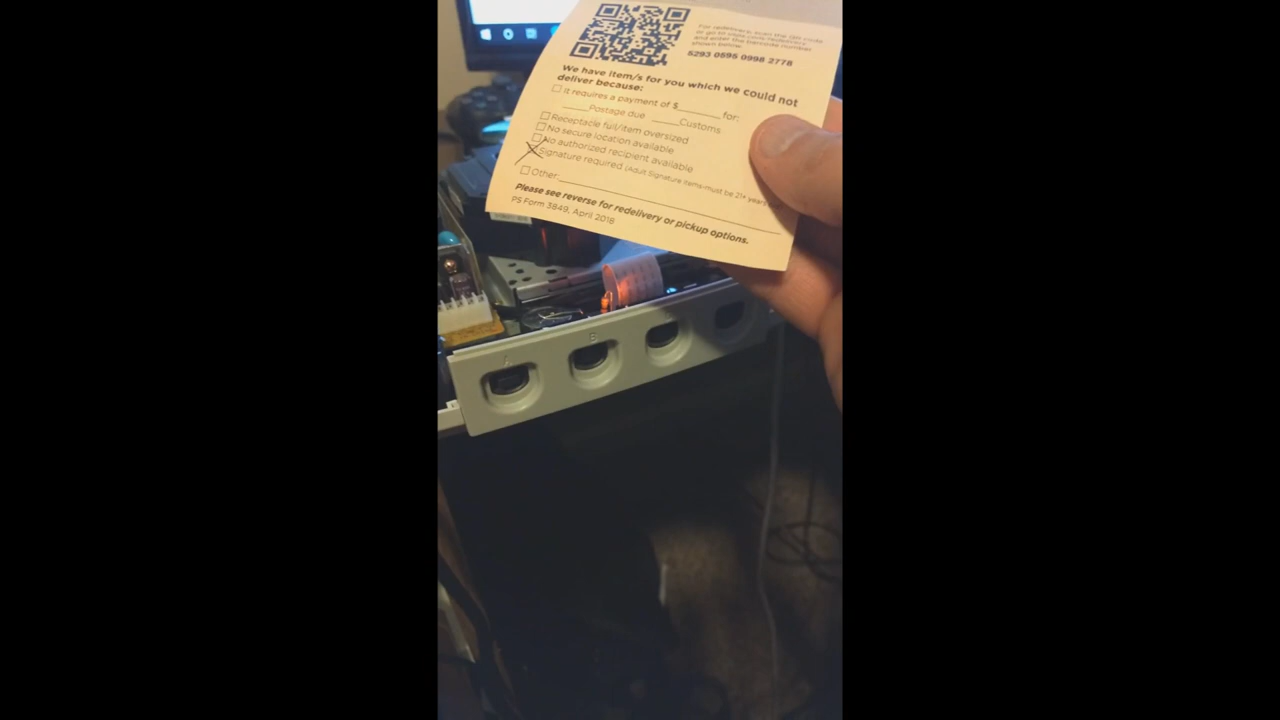 For redelivery: scan the QR code
or go to usps.com/redelivery
and enter the barcode number
shown below.
5293 0595 0998 2778
We have item/s for you which we could not
deliver because:
It requires a payment of $ for:
Postage due Customs
Receptacle full/item oversized
No secure location available
No authorized recipient available
Signature required (Adult Signature items must be 21+ years
Other:
Please see reverse for redelivery or pickup options.
PS Form 3849, April 2018
A
B